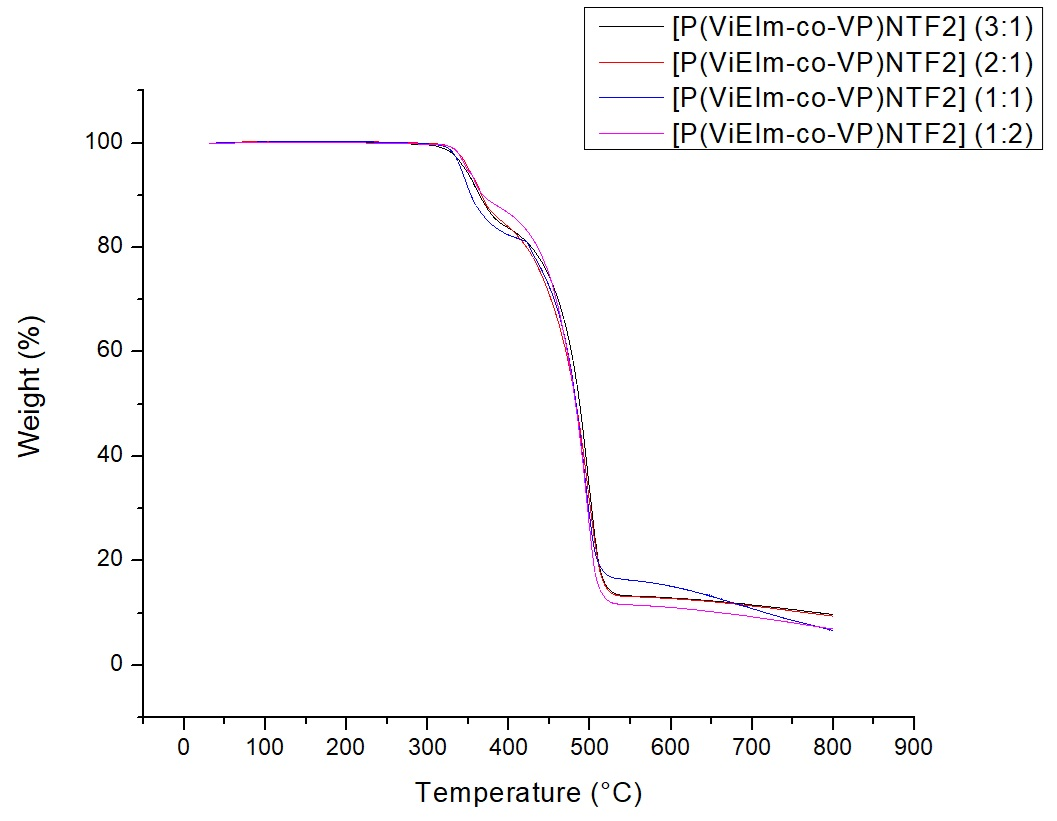 [P(ViEIm-co-VP)NTF2] (3:1)
[P(ViEIm-co-VP)NTF2] (2:1)
[P(ViEIm-co-VP)NTF2] (1:1)
[P(ViEIm-co-VP)NTF2] (1:2)
100
80
60
40
20
0
Weight (%)
0 100 200 300 400 500 600 700 800 900
Temperature (°C)